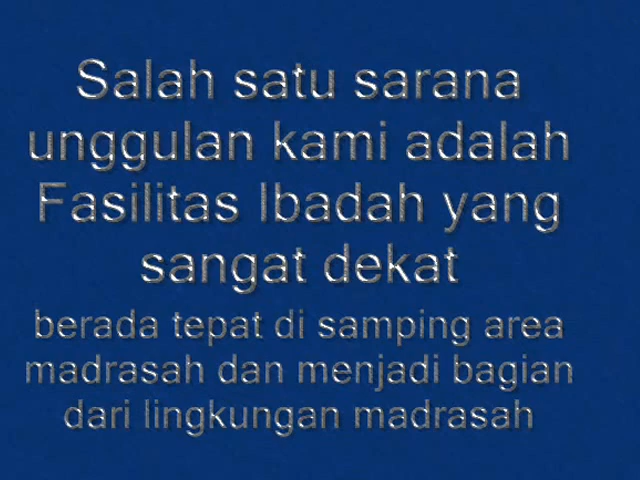 Salah satu sarana
unggulan kami adalah
Fasilitas Ibadah yang
sangat dekat
berada tepat di samping area
madrasah dan menjadi bagian
dari lingkungan madrasah